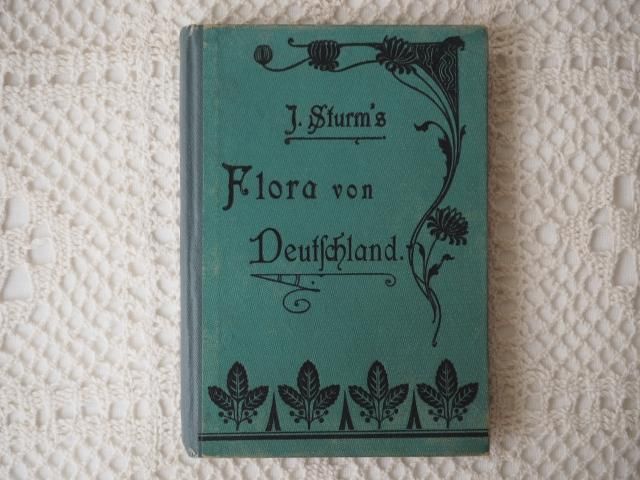 J. Sturm's
Flora von
Deutſchland.